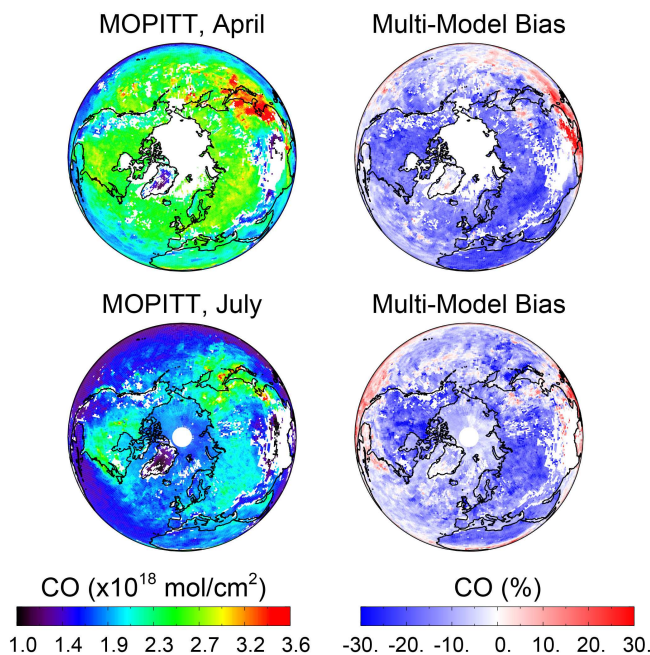 MOPITT, April
Multi-Model Bias
MOPITT, July
Multi-Model Bias
CO (x10¹⁸ mol/cm²)
CO (%)
1.0 1.4 1.9 2.3 2.7 3.2 3.6
-30. -20. -10. 0. 10. 20. 30.